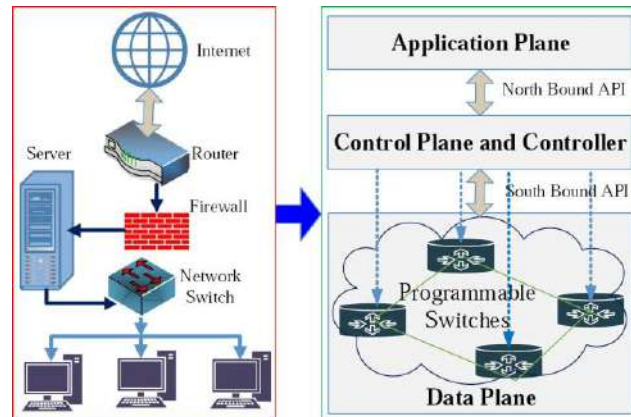 Internet
Server
Router
Firewall
Network
Switch
Application Plane
North Bound API
Control Plane and Controller
South Bound API
Programmable
Switches
Data Plane